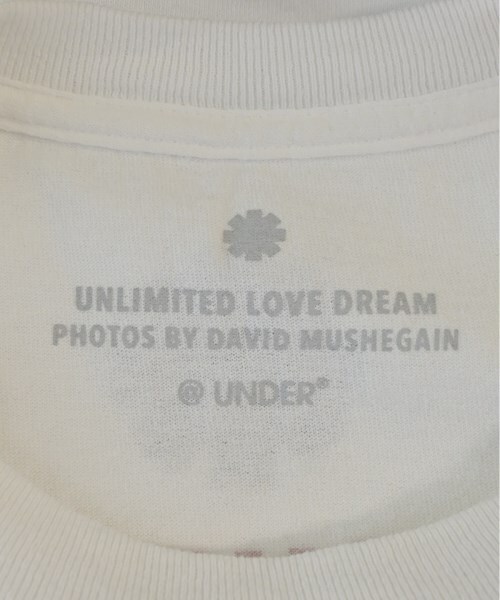 UNLIMITED LOVE DREAM
PHOTOS BY DAVID MUSHEGAIN
@ UNDER®